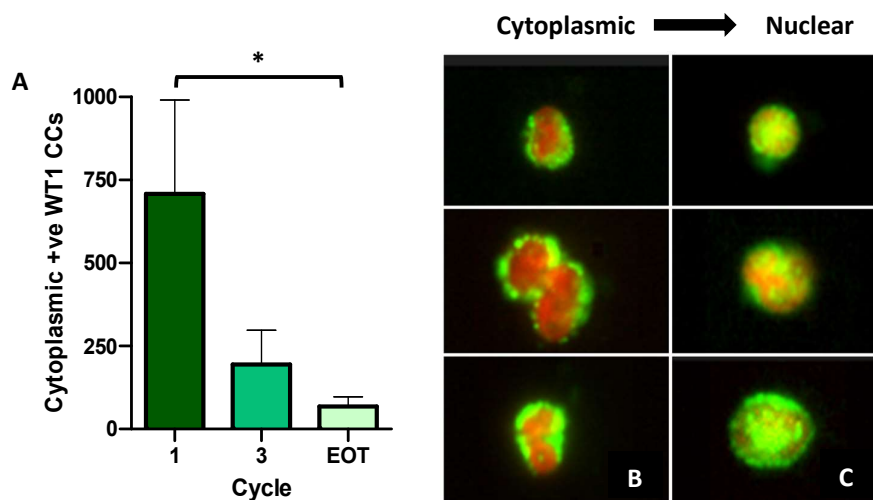 Cytoplasmic Nuclear
A
*
Cytoplasmic +ve WT1 CCs
1000
750
500
250
0
1 3 EOT
Cycle
B C